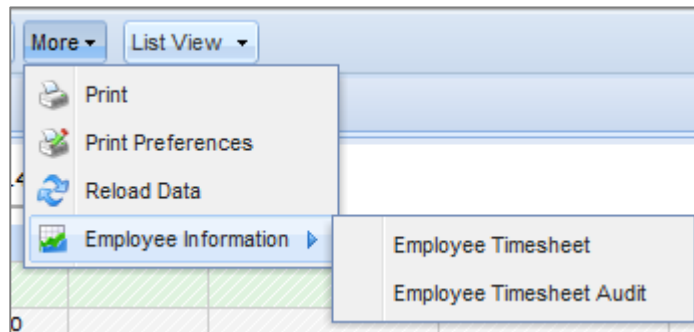 More List View
Print
Print Preferences
Reload Data
Employee Information
Employee Timesheet
Employee Timesheet Audit